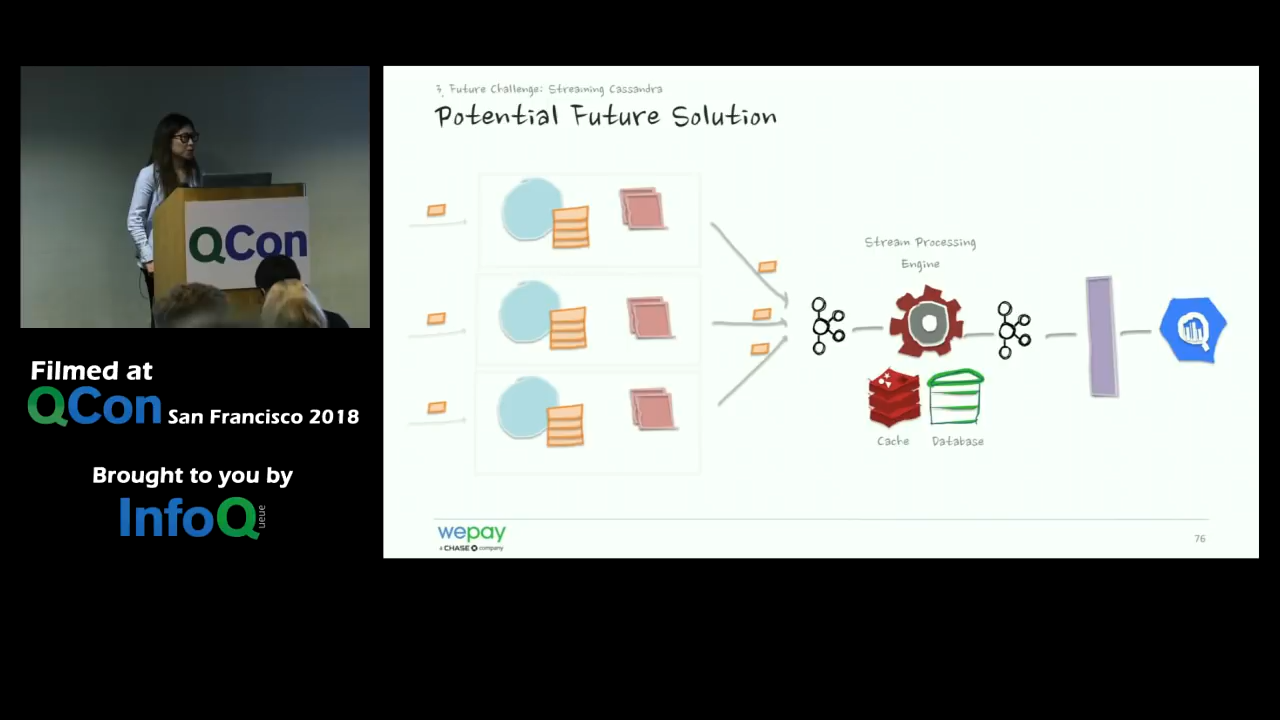 QCon
Filmed at
QCon San Francisco 2018
Brought to you by
InfoQ
ueue
3. Future Challenge: Streaming Cassandra
Potential Future Solution
Stream Processing
Engine
Cache
Database
wepay
a CHASE company
76